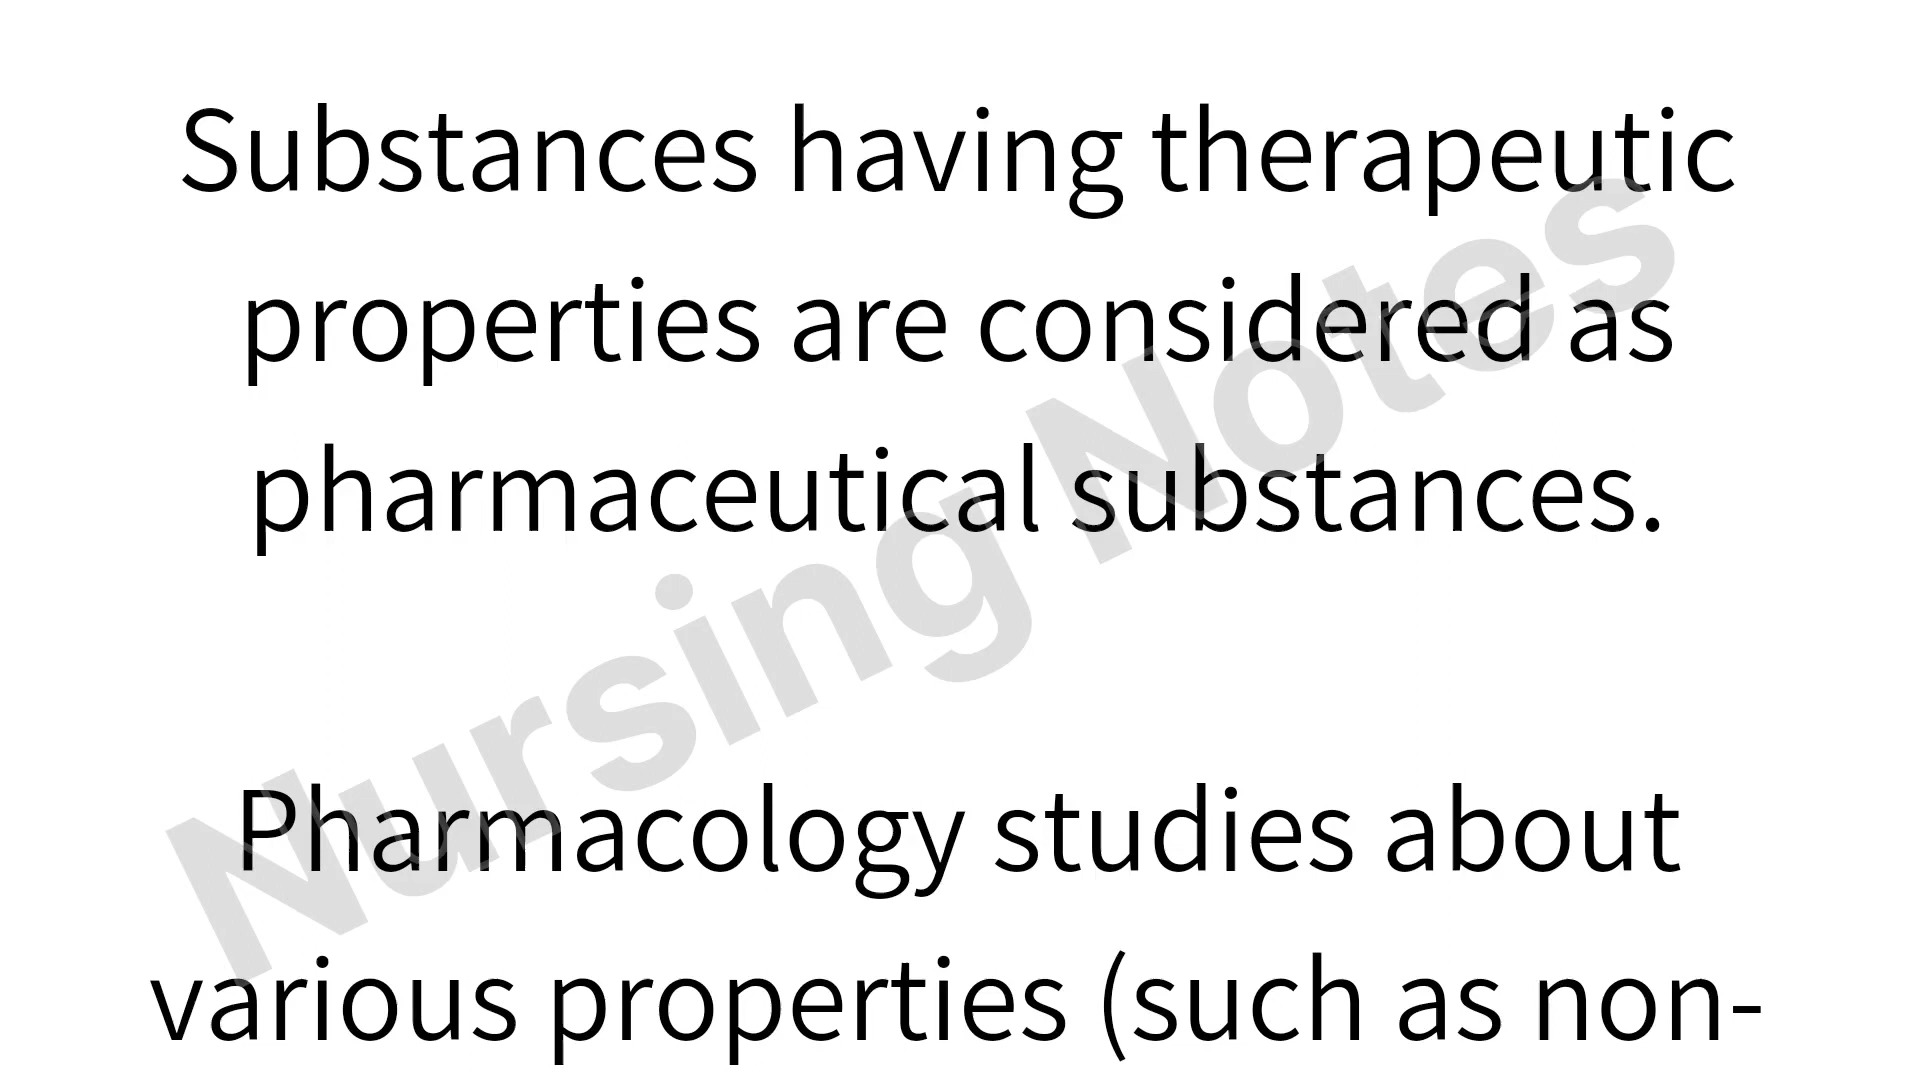 Substances having therapeutic
properties are considered as
pharmaceutical substances.
Pharmacology studies about
various properties (such as non-
Nursing Notes